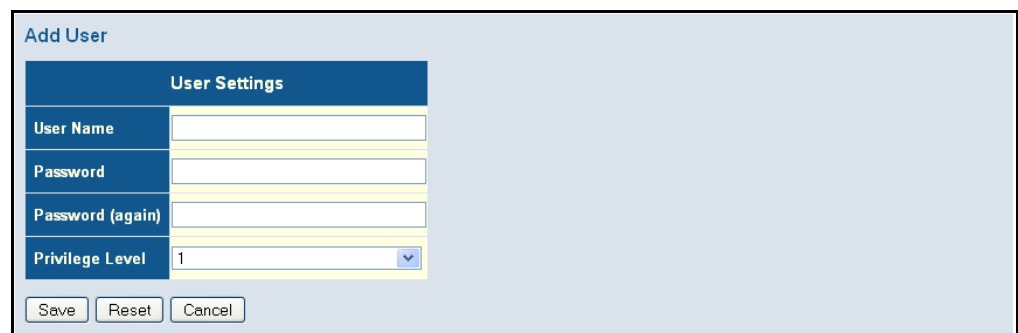 Add User
User Settings
User Name
Password
Password (again)
Privilege Level 1
Save Reset Cancel